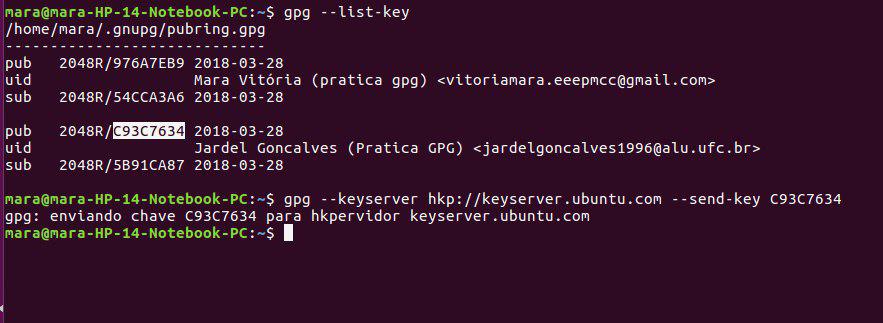 mara@mara-HP-14-Notebook-PC:~$ gpg --list-key
/home/mara/.gnupg/pubring.gpg
-----------------------------
pub   2048R/976A7EB9 2018-03-28
uid                  Mara Vitória (pratica gpg) <vitoriamara.eeepmcc@gmail.com>
sub   2048R/54CCA3A6 2018-03-28
pub   2048R/C93C7634 2018-03-28
uid                  Jardel Goncalves (Pratica GPG) <jardelgoncalves1996@alu.ufc.br>
sub   2048R/5B91CA87 2018-03-28
mara@mara-HP-14-Notebook-PC:~$ gpg --keyserver hkp://keyserver.ubuntu.com --send-key C93C7634
gpg: enviando chave C93C7634 para hkpervidor keyserver.ubuntu.com
mara@mara-HP-14-Notebook-PC:~$